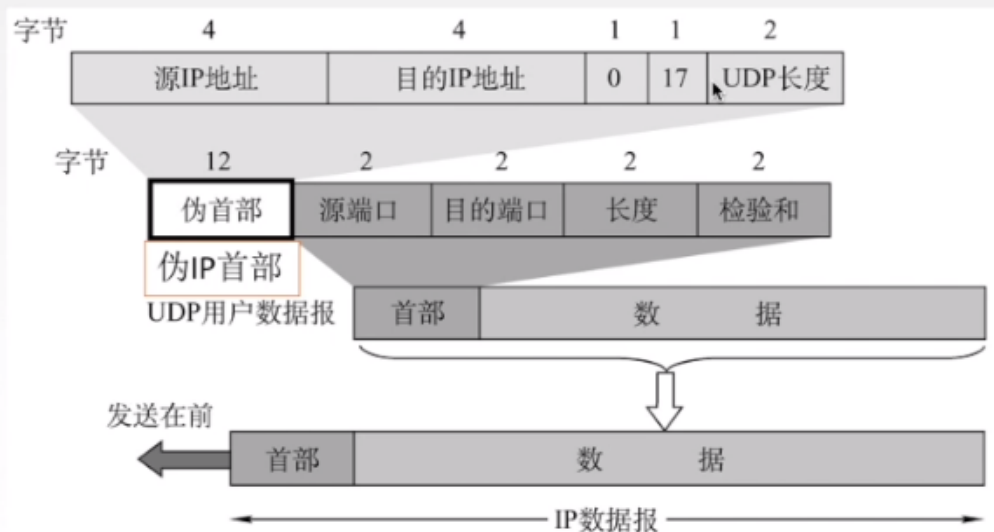 字节 4 4 1 1 2
源IP地址 目的IP地址 0 17 UDP长度
字节 12 2 2 2 2
伪首部 源端口 目的端口 长度 检验和
伪IP首部
UDP用户数据报 首部 数 据
发送在前
首部 数 据
IP数据报